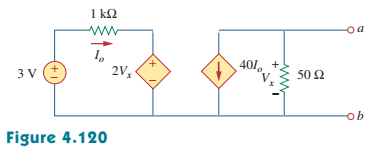 1 kΩ
a
I_o
3 V
+
2V_x
+
40I_o
+
V_x
50 Ω
b
Figure 4.120